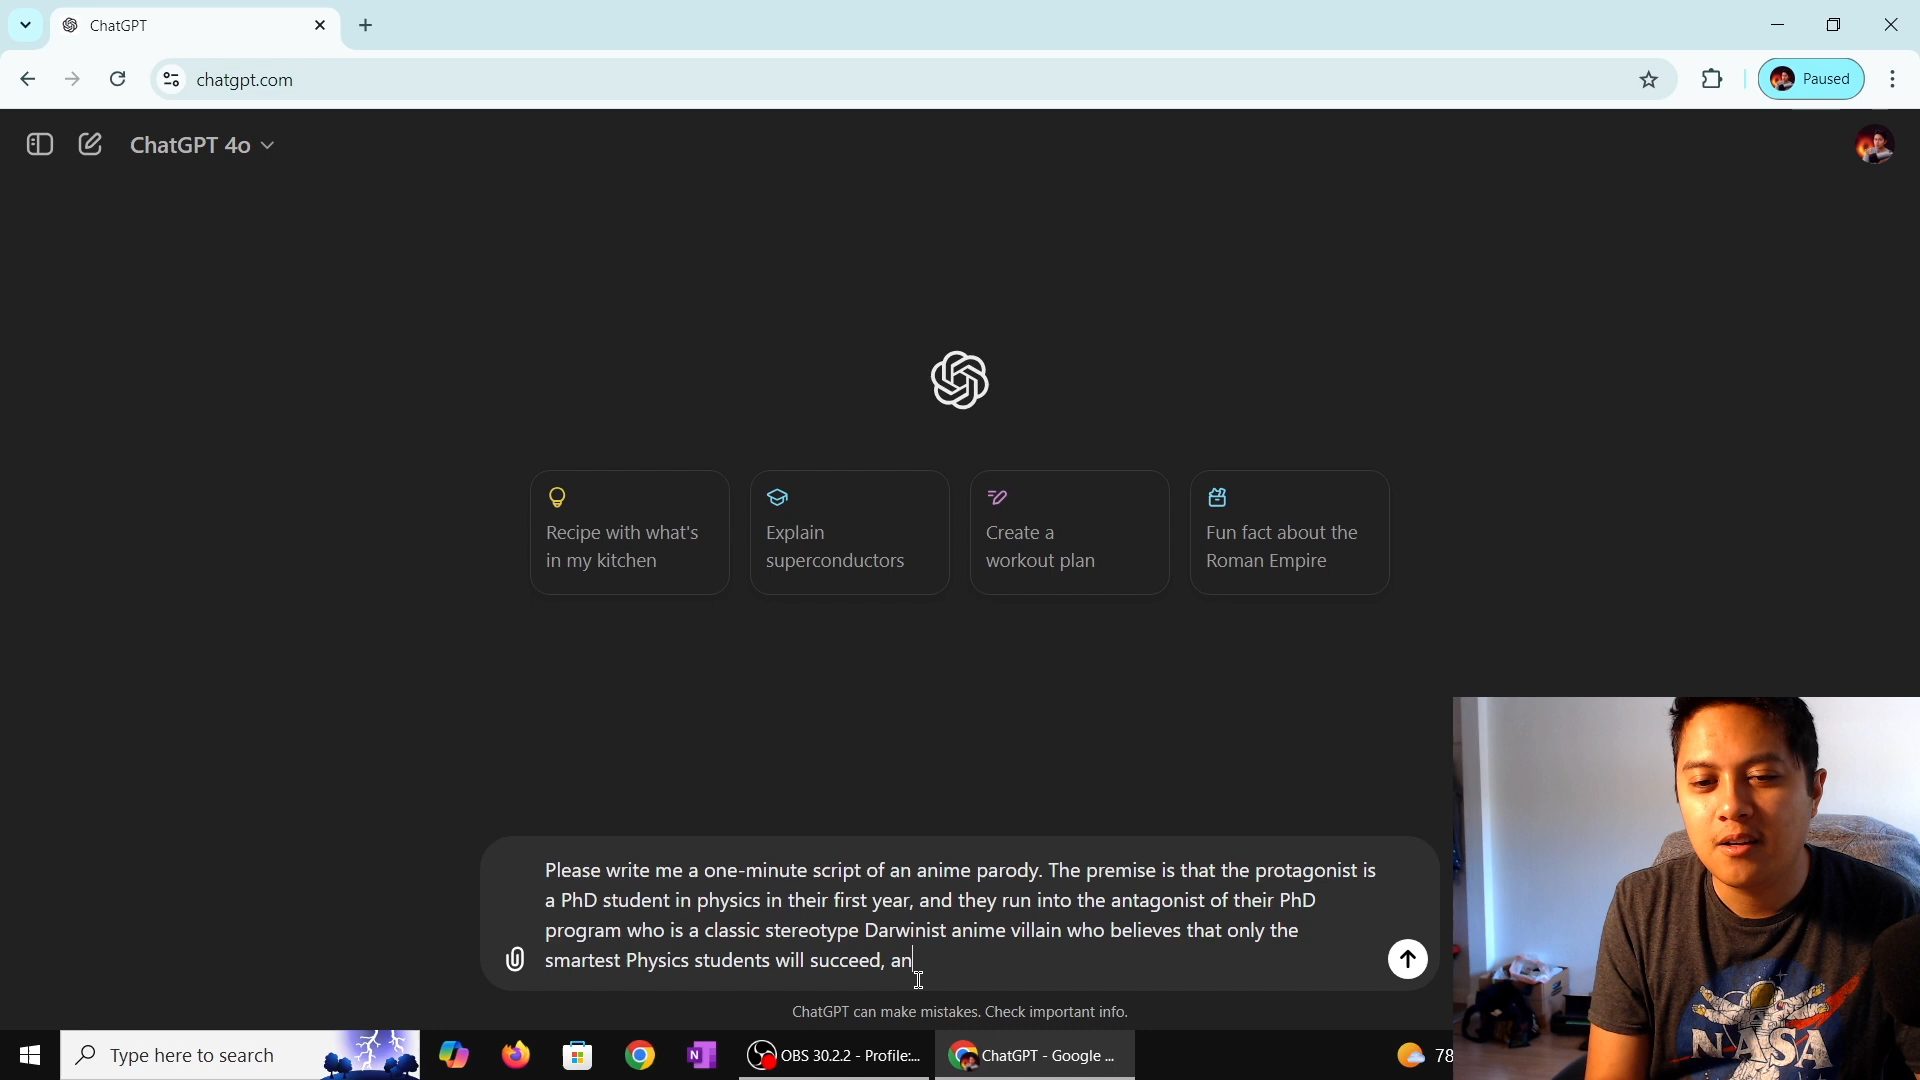 ChatGPT
chatgpt.com
Paused
ChatGPT 4o
Recipe with what's
in my kitchen
Explain
superconductors
Create a
workout plan
Fun fact about the
Roman Empire
Please write me a one-minute script of an anime parody. The premise is that the protagonist is
a PhD student in physics in their first year, and they run into the antagonist of their PhD
program who is a classic stereotype Darwinist anime villain who believes that only the
smartest Physics students will succeed, an
ChatGPT can make mistakes. Check important info.
NASA
Type here to search
OBS 30.2.2 - Profile:...
ChatGPT - Google ...
78